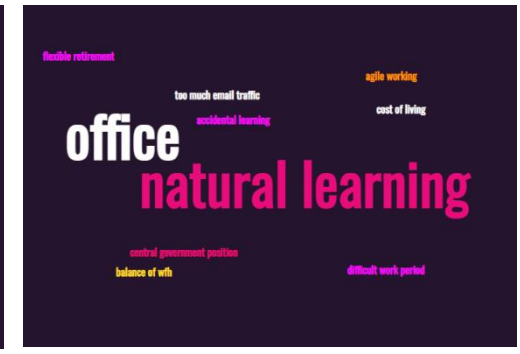 flexible retirement
agile working
too much email traffic
cost of living
accidental learning
office
natural learning
central government position
balance of wfh
difficult work period